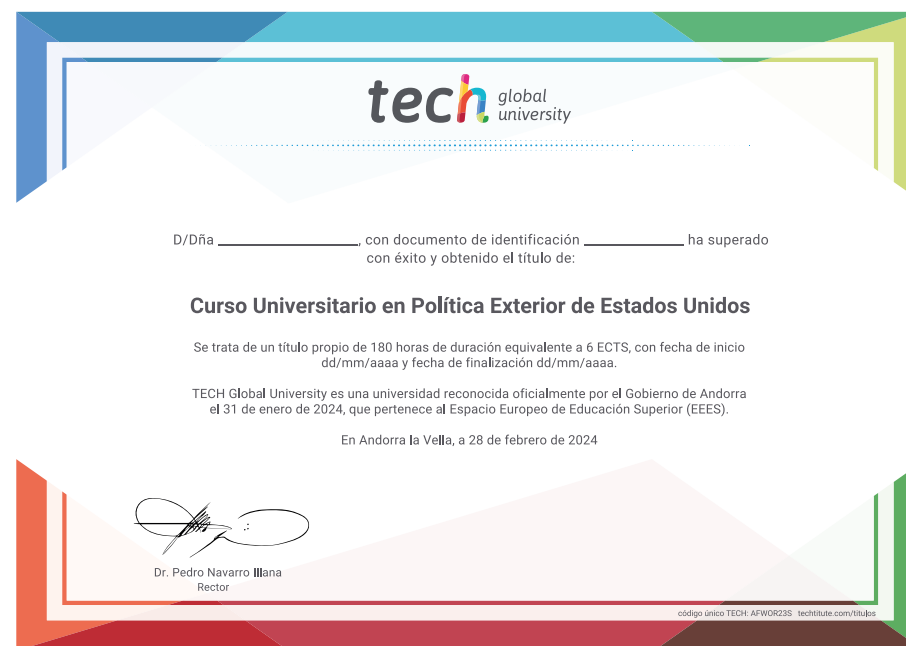 tech global
university
D/Dña ______________, con documento de identificación __________ ha superado
con éxito y obtenido el título de:
Curso Universitario en Política Exterior de Estados Unidos
Se trata de un título propio de 180 horas de duración equivalente a 6 ECTS, con fecha de inicio
dd/mm/aaaa y fecha de finalización dd/mm/aaaa.
TECH Global University es una universidad reconocida oficialmente por el Gobierno de Andorra
el 31 de enero de 2024, que pertenece al Espacio Europeo de Educación Superior (EEES).
En Andorra la Vella, a 28 de febrero de 2024
Dr. Pedro Navarro Illana
Rector
código único TECH: AFWOR23S techtitute.com/titulos